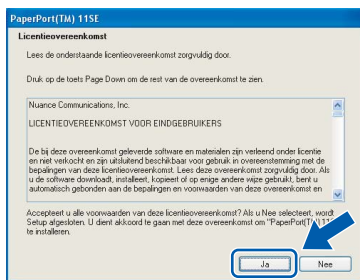 PaperPort(TM) 11SE
Licentieovereenkomst
Lees de onderstaande licentieovereenkomst zorgvuldig door.
Druk op de toets Page Down om de rest van de overeenkomst te zien.
Nuance Communications, Inc.
LICENTIEOVEREENKOMST VOOR EINDGEBRUIKERS
De bij deze overeenkomst geleverde software en materialen zijn verleend onder licentie
en niet verkocht en zijn uitsluitend beschikbaar voor gebruik in overeenstemming met de
bepalingen van deze licentieovereenkomst. Lees deze overeenkomst zorgvuldig door. Als
u de software downloadt, installeert, kopieert of op enige andere wijze gebruikt, bent u
automatisch gebonden aan de bepalingen en voorwaarden van deze overeenkomst en
Accepteert u alle voorwaarden van deze licentieovereenkomst? Als u Nee selecteert, wordt
Setup afgesloten. U dient akkoord te gaan met deze overeenkomst om "PaperPort(TM) 11
te installeren.
Ja
Nee